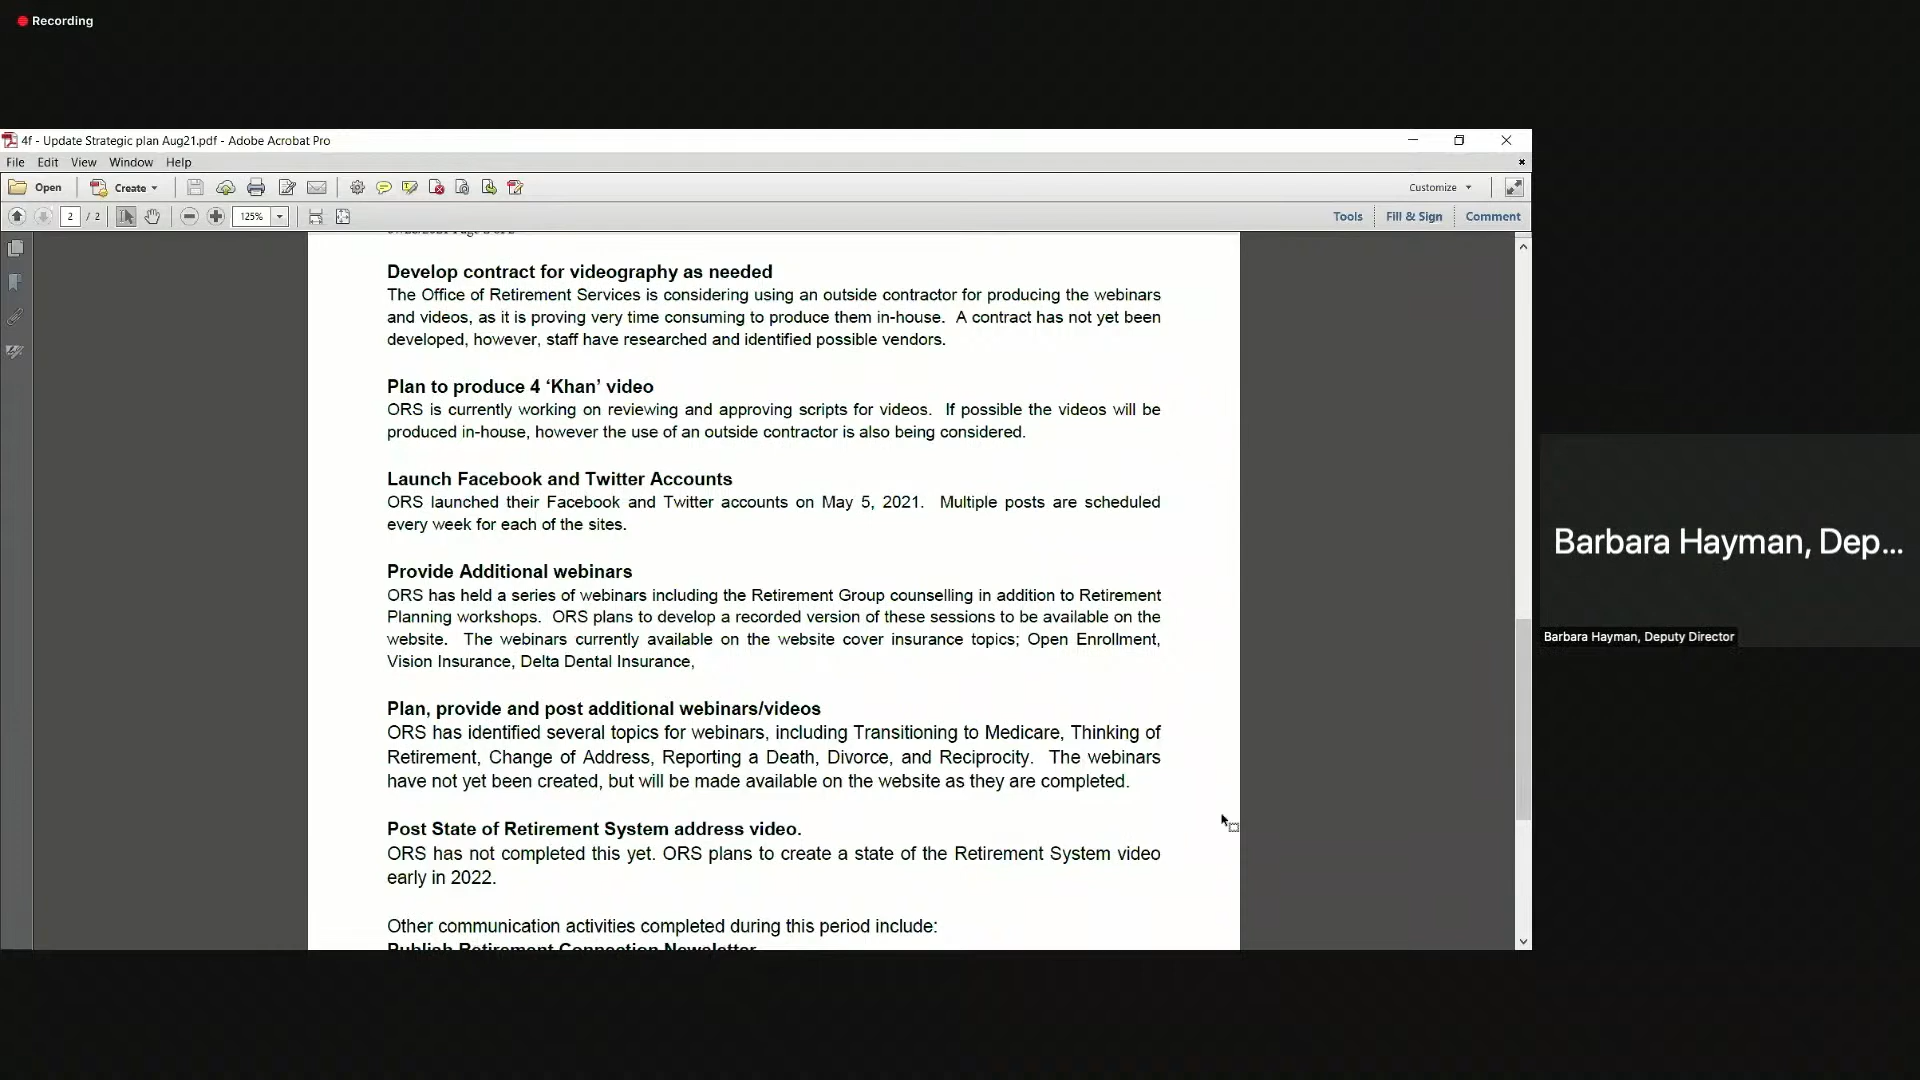 Recording
4f - Update Strategic plan Aug21.pdf - Adobe Acrobat Pro
File Edit View Window Help
Open Create Customize
2 / 2 125% Tools Fill & Sign Comment
Develop contract for videography as needed
The Office of Retirement Services is considering using an outside contractor for producing the webinars
and videos, as it is proving very time consuming to produce them in-house. A contract has not yet been
developed, however, staff have researched and identified possible vendors.
Plan to produce 4 ‘Khan’ video
ORS is currently working on reviewing and approving scripts for videos. If possible the videos will be
produced in-house, however the use of an outside contractor is also being considered.
Launch Facebook and Twitter Accounts
ORS launched their Facebook and Twitter accounts on May 5, 2021. Multiple posts are scheduled
every week for each of the sites.
Provide Additional webinars
ORS has held a series of webinars including the Retirement Group counselling in addition to Retirement
Planning workshops. ORS plans to develop a recorded version of these sessions to be available on the
website. The webinars currently available on the website cover insurance topics; Open Enrollment,
Vision Insurance, Delta Dental Insurance,
Plan, provide and post additional webinars/videos
ORS has identified several topics for webinars, including Transitioning to Medicare, Thinking of
Retirement, Change of Address, Reporting a Death, Divorce, and Reciprocity. The webinars
have not yet been created, but will be made available on the website as they are completed.
Post State of Retirement System address video.
ORS has not completed this yet. ORS plans to create a state of the Retirement System video
early in 2022.
Other communication activities completed during this period include:
Publish Retirement Connection Newsletter
Barbara Hayman, Dep...
Barbara Hayman, Deputy Director